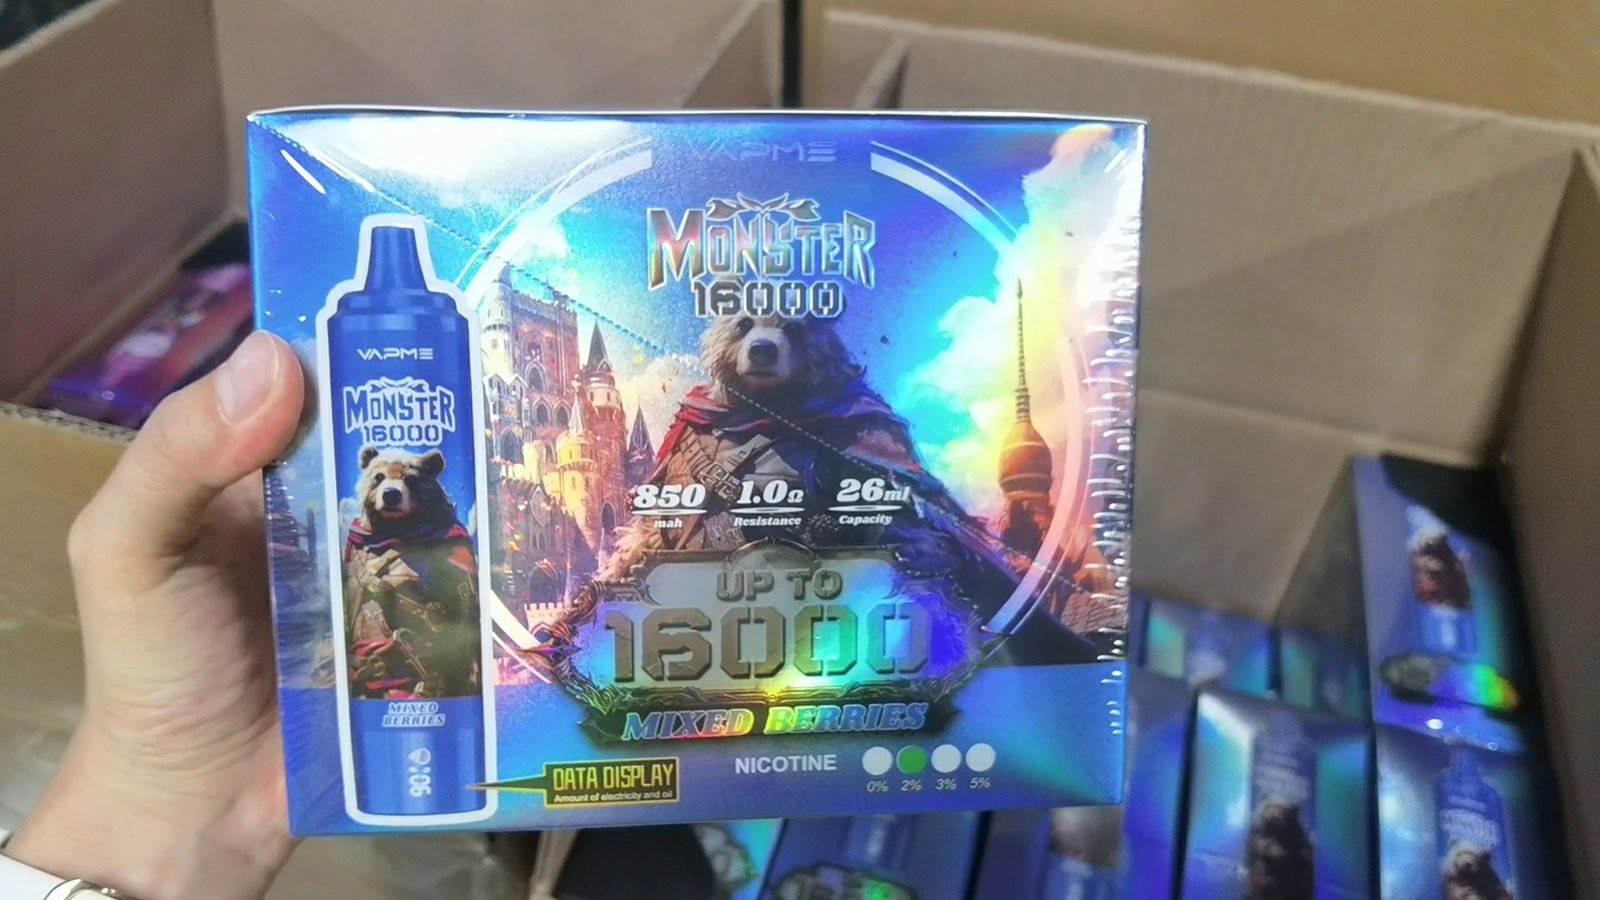 VAPME
MONSTER
16000
VAPME
MONSTER
16000
850
mah
1.0Ω
Resistance
26ml
Capacity
UP TO
16000
MIXED BERRIES
MIXED
BERRIES
90%
DATA DISPLAY
Amount of electricity and oil
NICOTINE
0% 2% 3% 5%